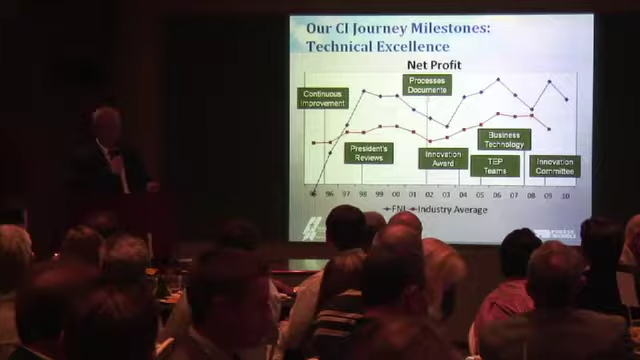 Our CI Journey Milestones:
Technical Excellence
Net Profit
Processes
Documente
Continuous
Improvement
Business
Technology
President's
Reviews
Innovation
Award
TEP
Teams
Innovation
Committee
95 96 97 98 99 00 01 02 03 04 05 06 07 08 09 10
FNI Industry Average